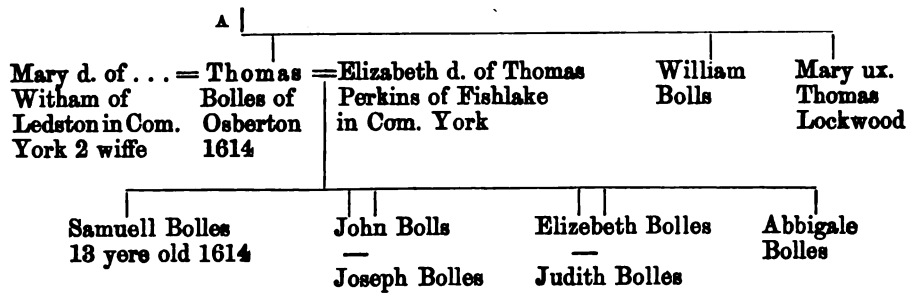 A
Mary d. of ... = Thomas = Elizabeth d. of Thomas
Witham of Bolles of Perkins of Fishlake
Ledston in Com. Osberton in Com. York
York 2 wiffe 1614
William
Bolls
Mary ux.
Thomas
Lockwood
Samuell Bolles
13 yere old 1614
John Bolls
—
Joseph Bolles
Elizebeth Bolles
—
Judith Bolles
Abbigale
Bolles